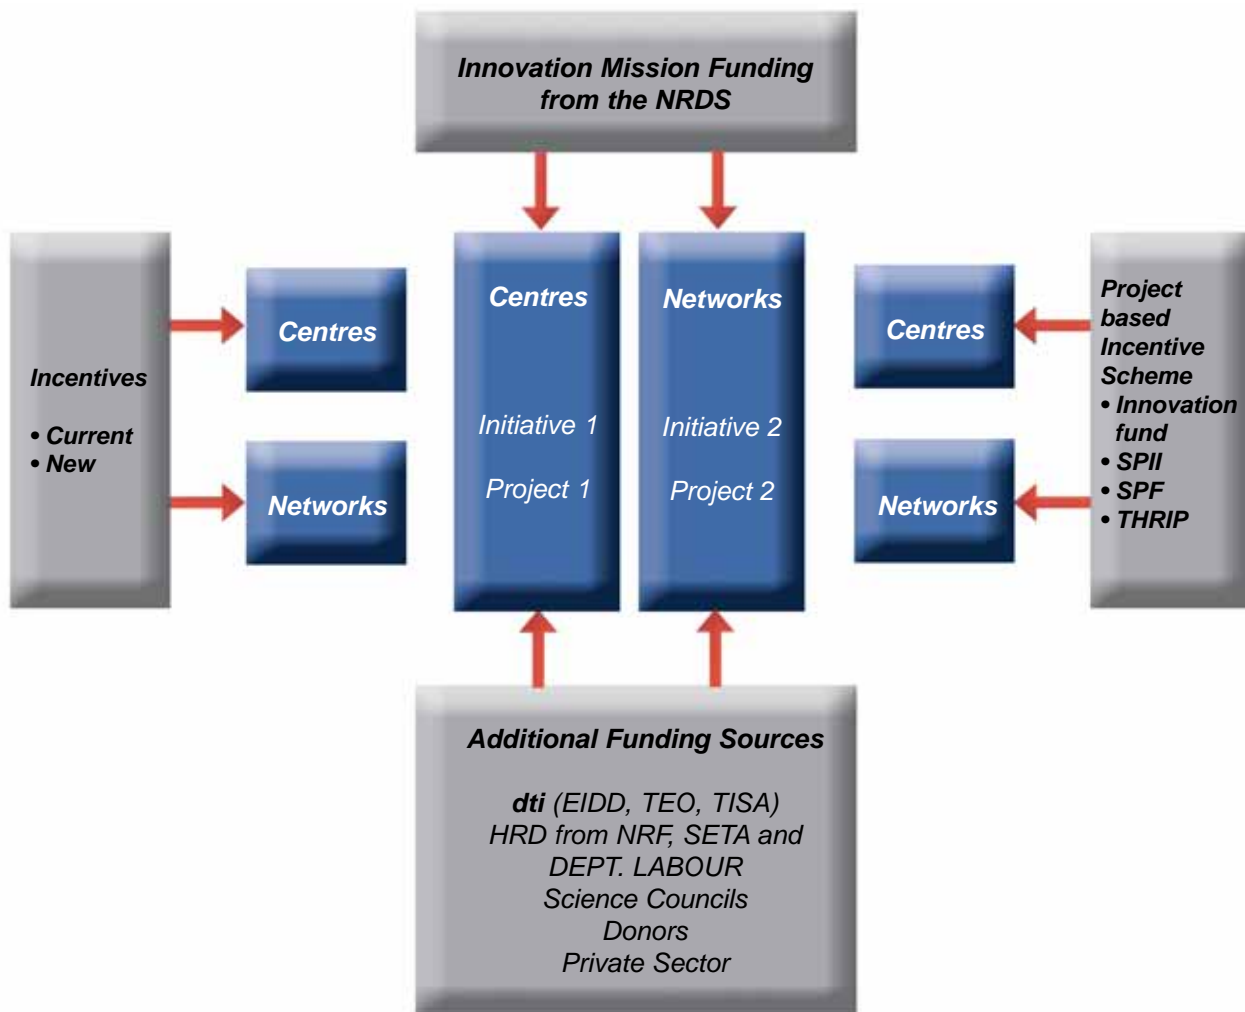 Innovation Mission Funding
from the NRDS
Incentives
• Current
• New
Centres
Networks
Centres
Initiative 1
Project 1
Networks
Initiative 2
Project 2
Centres
Networks
Project
based
Incentive
Scheme
• Innovation
fund
• SPII
• SPF
• THRIP
Additional Funding Sources
dti (EIDD, TEO, TISA)
HRD from NRF, SETA and
DEPT. LABOUR
Science Councils
Donors
Private Sector